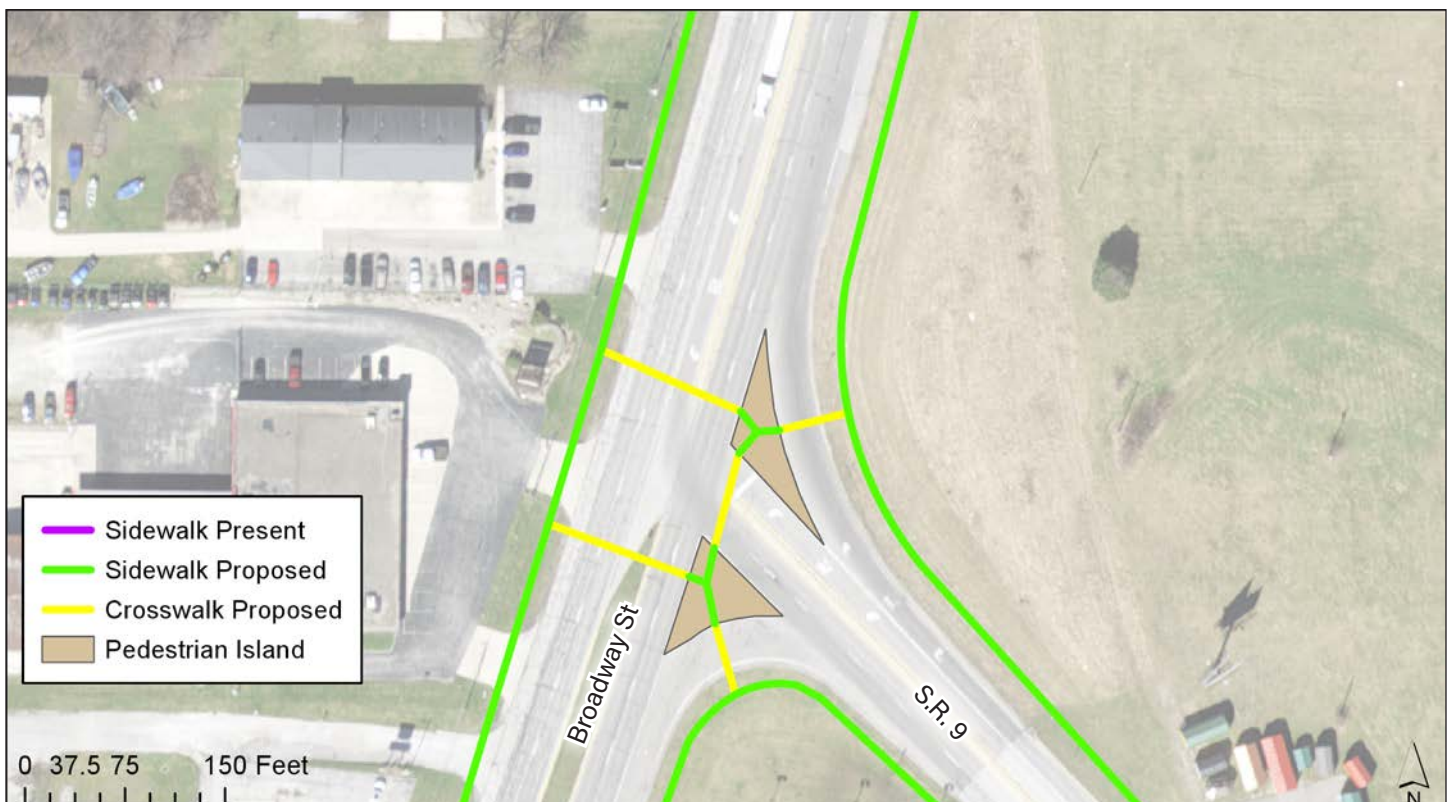 Sidewalk Present
Sidewalk Proposed
Crosswalk Proposed
Pedestrian Island
Broadway St
S.R. 9
0 37.5 75 150 Feet
N